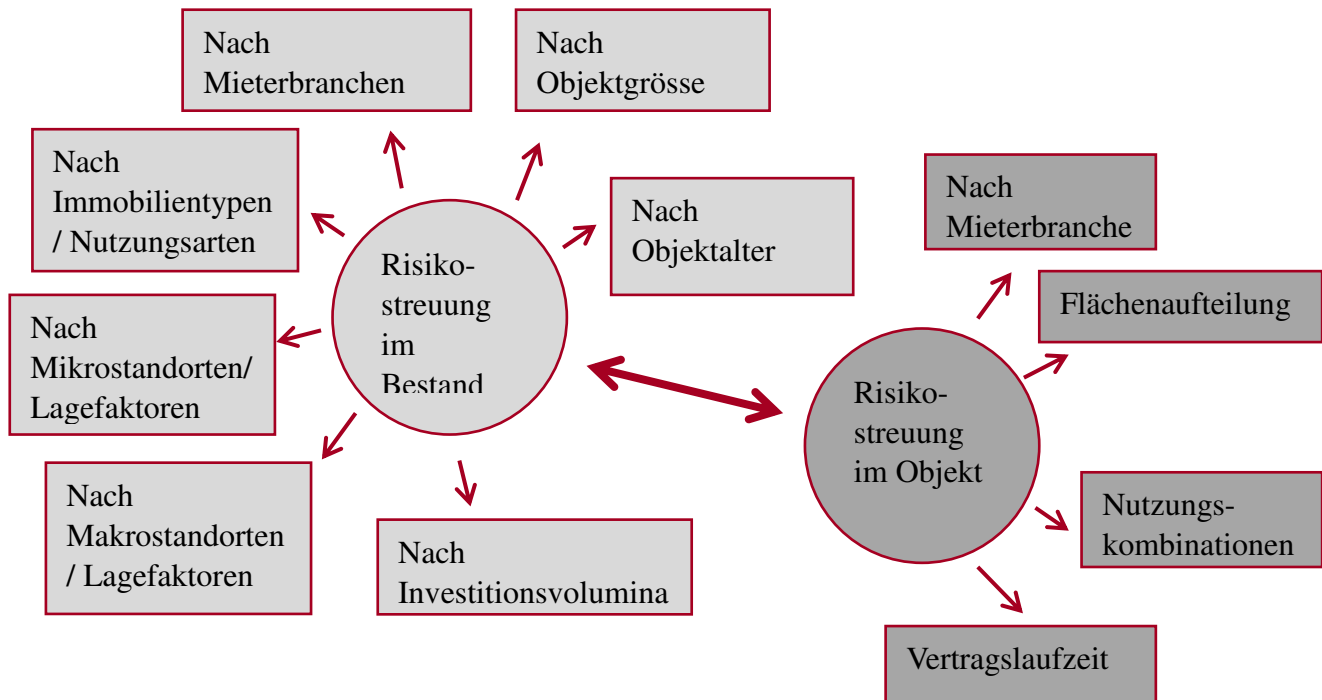 Nach
Mieterbranchen
Nach
Objektgrösse
Nach
Immobilientypen
/ Nutzungsarten
Nach
Objektalter
Nach
Mikrostandorten/
Lagefaktoren
Risiko-
streuung
im
Bestand
Nach
Makrostandorten
/ Lagefaktoren
Nach
Investitionsvolumina
Nach
Mieterbranche
Flächenaufteilung
Risiko-
streuung
im Objekt
Nutzungs-
kombinationen
Vertragslaufzeit